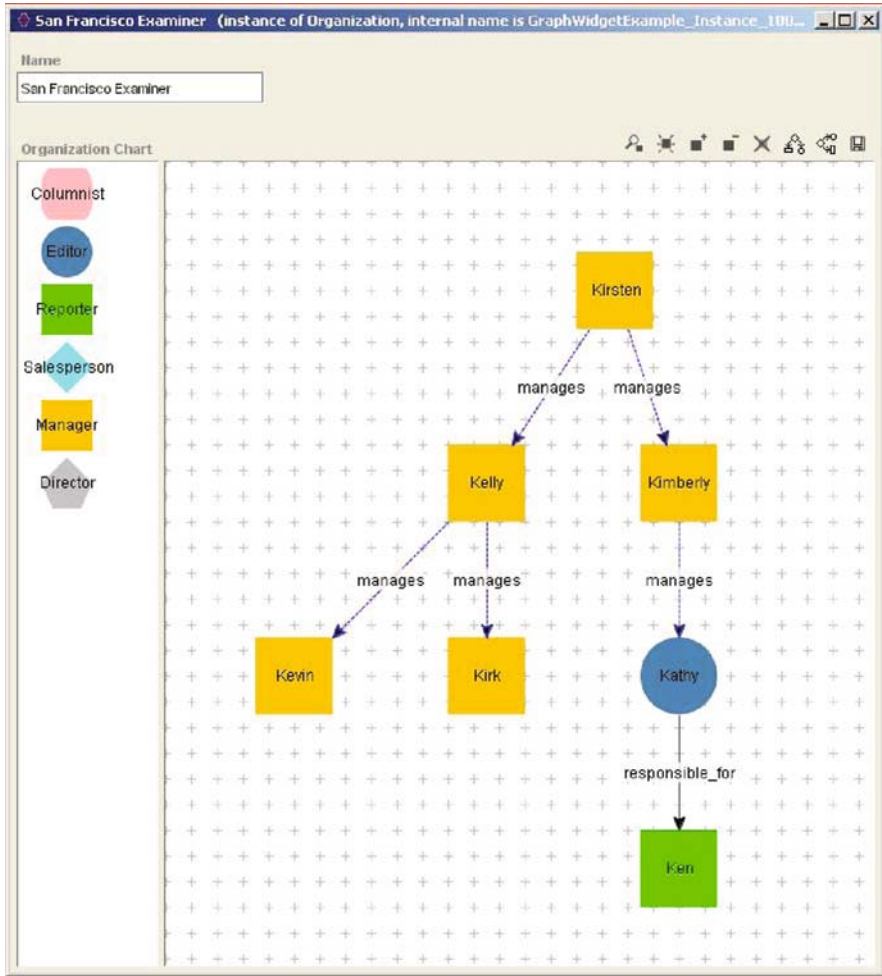 San Francisco Examiner (instance of Organization, internal name is GraphWidgetExample_Instance_100...
Name
San Francisco Examiner
Organization Chart
Columnist
Editor
Reporter
Salesperson
Manager
Director
Kirsten
manages manages
Kelly Kimberly
manages manages manages
Kevin Kirk Kathy
responsible_for
Ken